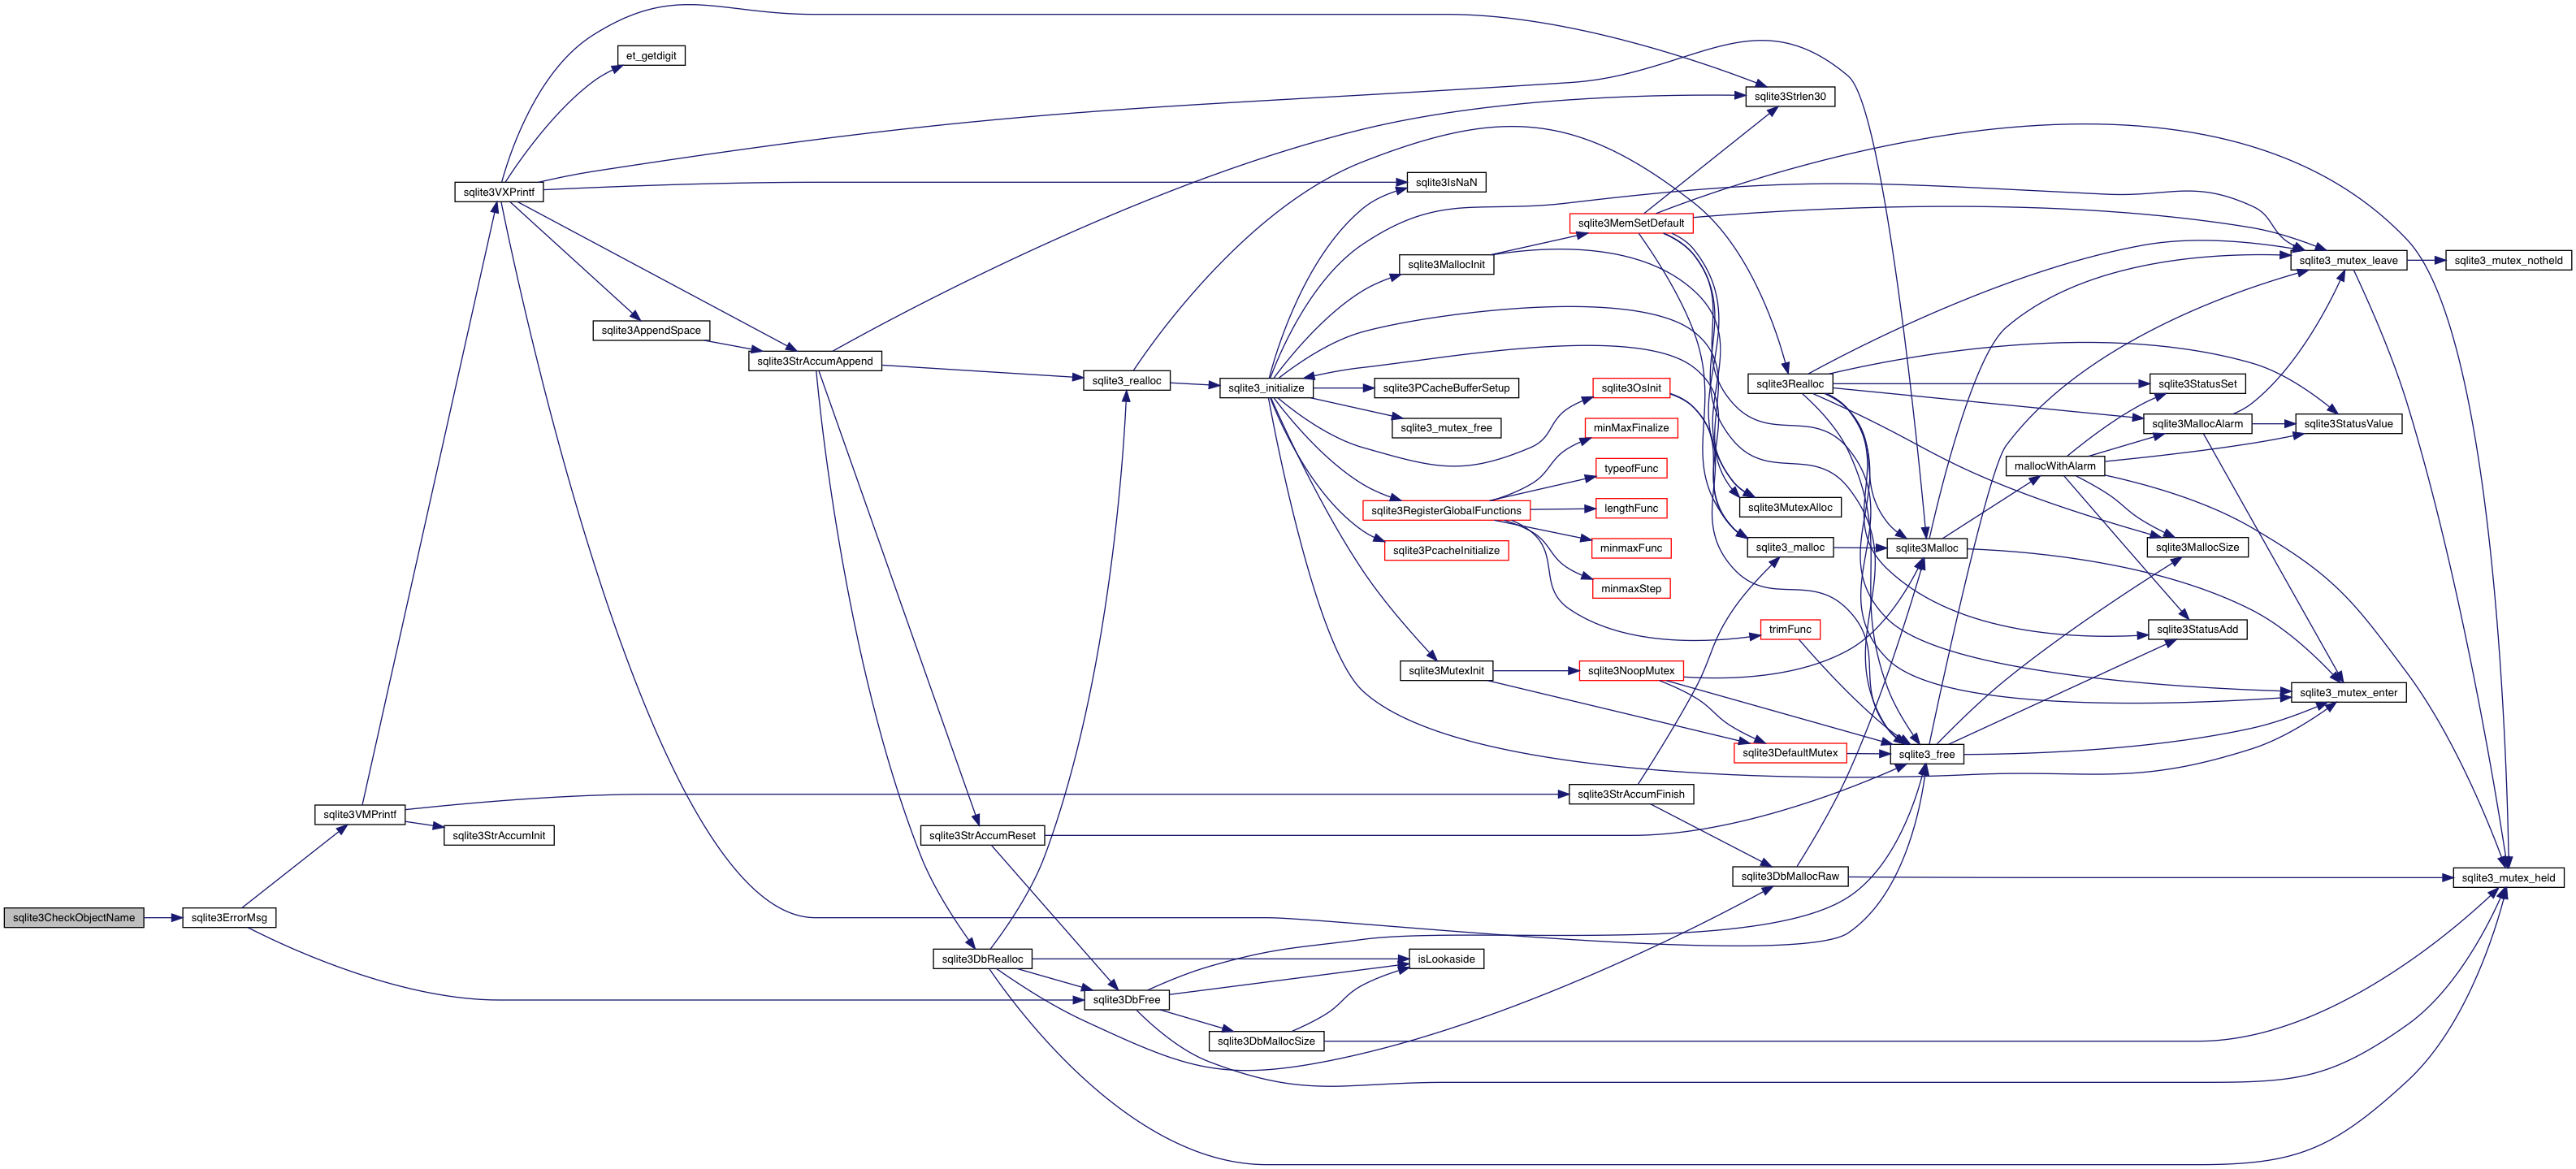 et_getdigit
sqlite3Strlen30
sqlite3VXPrintf
sqlite3IsNaN
sqlite3MemSetDefault
sqlite3MallocInit
sqlite3_mutex_leave
sqlite3_mutex_notheld
sqlite3AppendSpace
sqlite3StrAccumAppend
sqlite3_realloc
sqlite3_initialize
sqlite3PCacheBufferSetup
sqlite3OsInit
sqlite3Realloc
sqlite3StatusSet
sqlite3_mutex_free
minMaxFinalize
sqlite3MallocAlarm
sqlite3StatusValue
typeofFunc
mallocWithAlarm
sqlite3RegisterGlobalFunctions
lengthFunc
sqlite3MutexAlloc
sqlite3PcacheInitialize
minmaxFunc
sqlite3_malloc
sqlite3Malloc
sqlite3MallocSize
minmaxStep
trimFunc
sqlite3StatusAdd
sqlite3MutexInit
sqlite3NoopMutex
sqlite3_mutex_enter
sqlite3DefaultMutex
sqlite3_free
sqlite3StrAccumFinish
sqlite3VMPrintf
sqlite3StrAccumInit
sqlite3StrAccumReset
sqlite3DbMallocRaw
sqlite3_mutex_held
sqlite3CheckObjectName
sqlite3ErrorMsg
sqlite3DbRealloc
isLookaside
sqlite3DbFree
sqlite3DbMallocSize